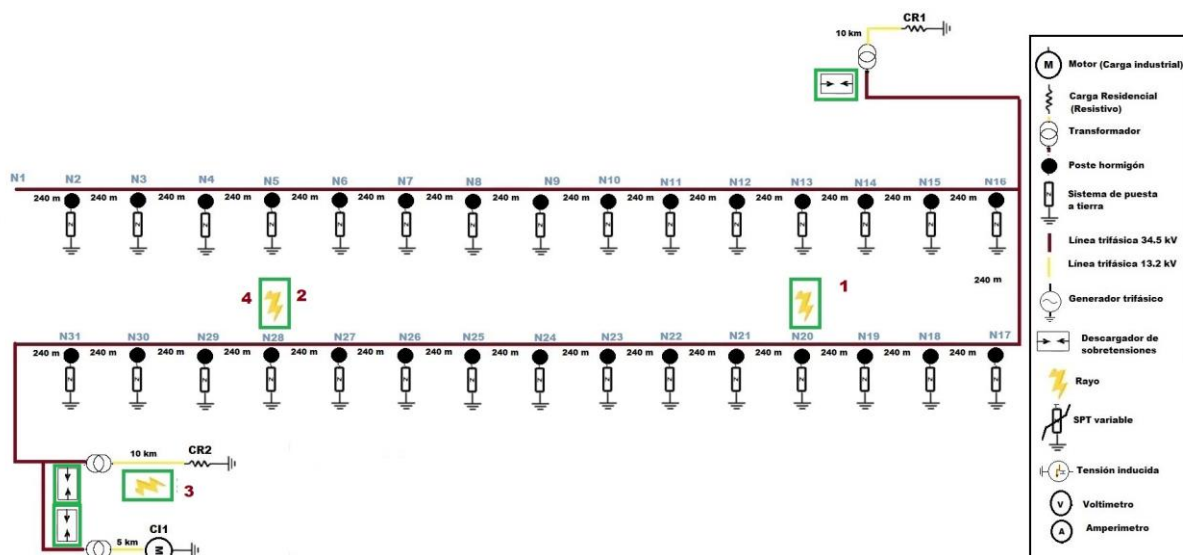 CR1
10 km
N1 N2 N3 N4 N5 N6 N7 N8 N9 N10 N11 N12 N13 N14 N15 N16
240 m 240 m 240 m 240 m 240 m 240 m 240 m 240 m 240 m 240 m 240 m 240 m 240 m 240 m 240 m
Z Z Z Z Z Z Z Z Z Z Z Z Z Z Z
4 2 1
240 m
N31 N30 N29 N28 N27 N26 N25 N24 N23 N22 N21 N20 N19 N18 N17
240 m 240 m 240 m 240 m 240 m 240 m 240 m 240 m 240 m 240 m 240 m 240 m 240 m 240 m 240 m
Z Z Z Z Z Z Z Z Z Z Z Z Z Z Z
10 km CR2
3
5 km CI1
M
M Motor (Carga industrial)
Carga Residencial
(Resistivo)
Transformador
Poste hormigón
Z Sistema de puesta
a tierra
Línea trifásica 34.5 kV
Línea trifásica 13.2 kV
Generador trifásico
Descargador de
sobretensiones
Rayo
SPT variable
Tensión inducida
V Voltimetro
A Amperimetro